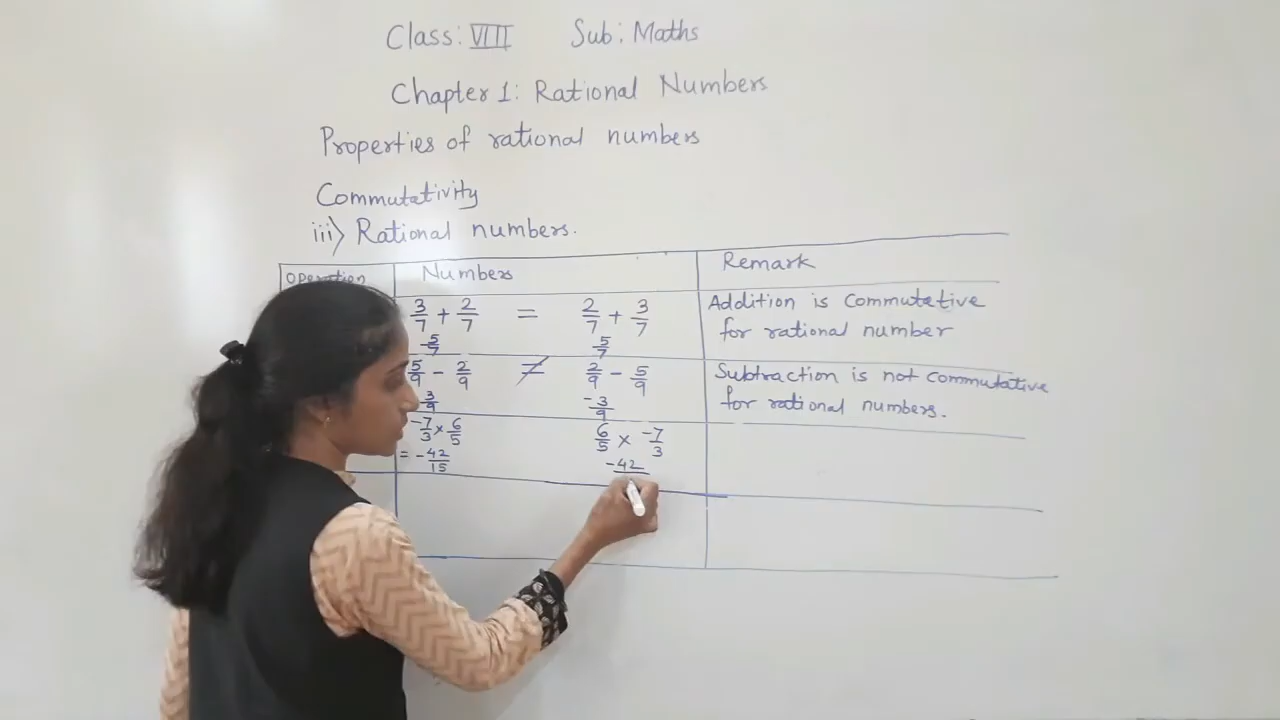 Class: VIII Sub: Maths
Chapter 1: Rational Numbers
Properties of rational numbers
Commutativity
iii) Rational numbers.
Operation Numbers Remark
3/7 + 2/7 = 2/7 + 3/7 Addition is commutative
5/7 5/7 for rational number
5/9 - 2/9 ≠ 2/9 - 5/9 Subtraction is not commutative
3/9 -3/9 for rational numbers.
-7/3 × 6/5 6/5 × -7/3
= -42/15 -42